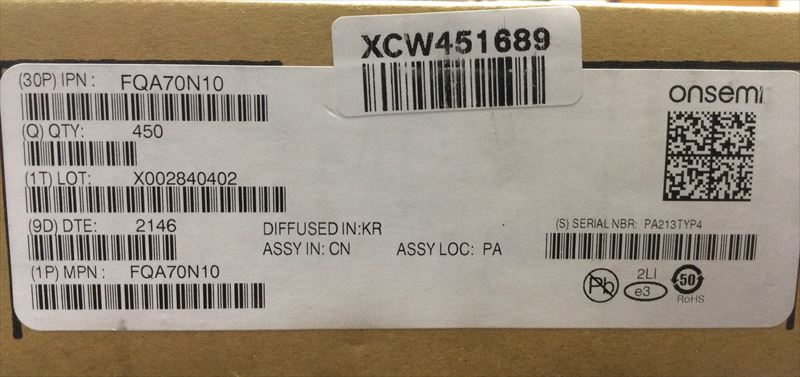 XCW451689
(30P) IPN : FQA70N10
onsemi
(Q) QTY: 450
(1T) LOT: X002840402
(9D) DTE: 2146
DIFFUSED IN:KR
(S) SERIAL NBR: PA213TYP4
ASSY IN: CN ASSY LOC: PA
(1P) MPN : FQA70N10
Pb
2LI
e3
50
RoHS